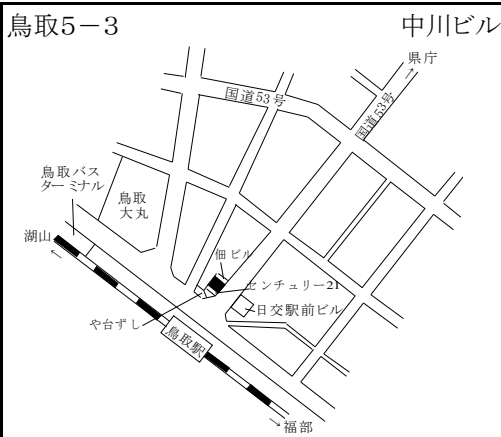 鳥取5－3
中川ビル
県庁
国道53号
国道53号
鳥取バス
ターミナル
鳥取
大丸
湖山
佃ビル
センチュリー21
日交駅前ビル
や台ずし
鳥取駅
福部